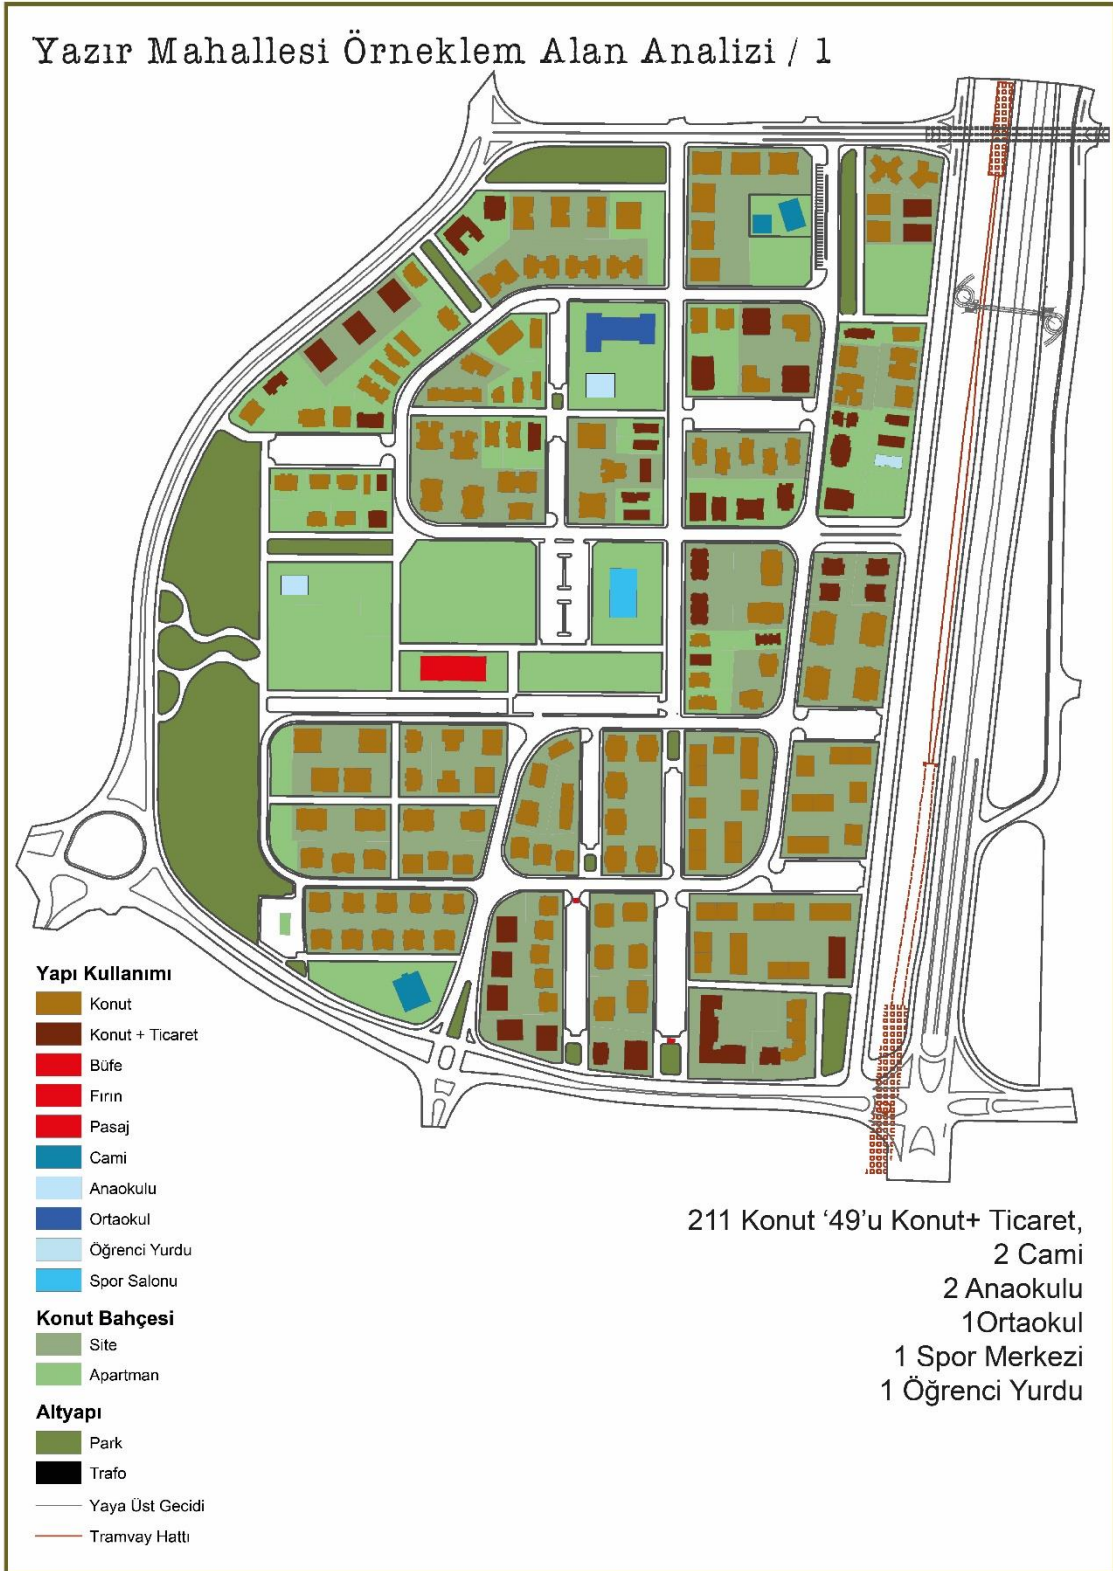 Yazır Mahallesi Örneklem Alan Analizi / 1
Yapı Kullanımı
Konut
Konut + Ticaret
Büfe
Fırın
Pasaj
Cami
Anaokulu
Ortaokul
Öğrenci Yurdu
Spor Salonu
Konut Bahçesi
Site
Apartman
Altyapı
Park
Trafo
Yaya Üst Gecidi
Tramvay Hattı
211 Konut ‘49’u Konut+ Ticaret,
2 Cami
2 Anaokulu
1Ortaokul
1 Spor Merkezi
1 Öğrenci Yurdu